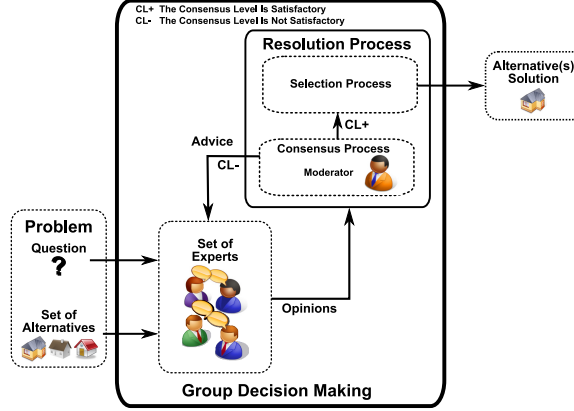 CL+ The Consensus Level Is Satisfactory
CL- The Consensus Level Is Not Satisfactory
Resolution Process
Selection Process
CL+
Consensus Process
Moderator
Alternative(s)
Solution
Advice
CL-
Problem
Question
?
Set of
Alternatives
Set of
Experts
Opinions
Group Decision Making